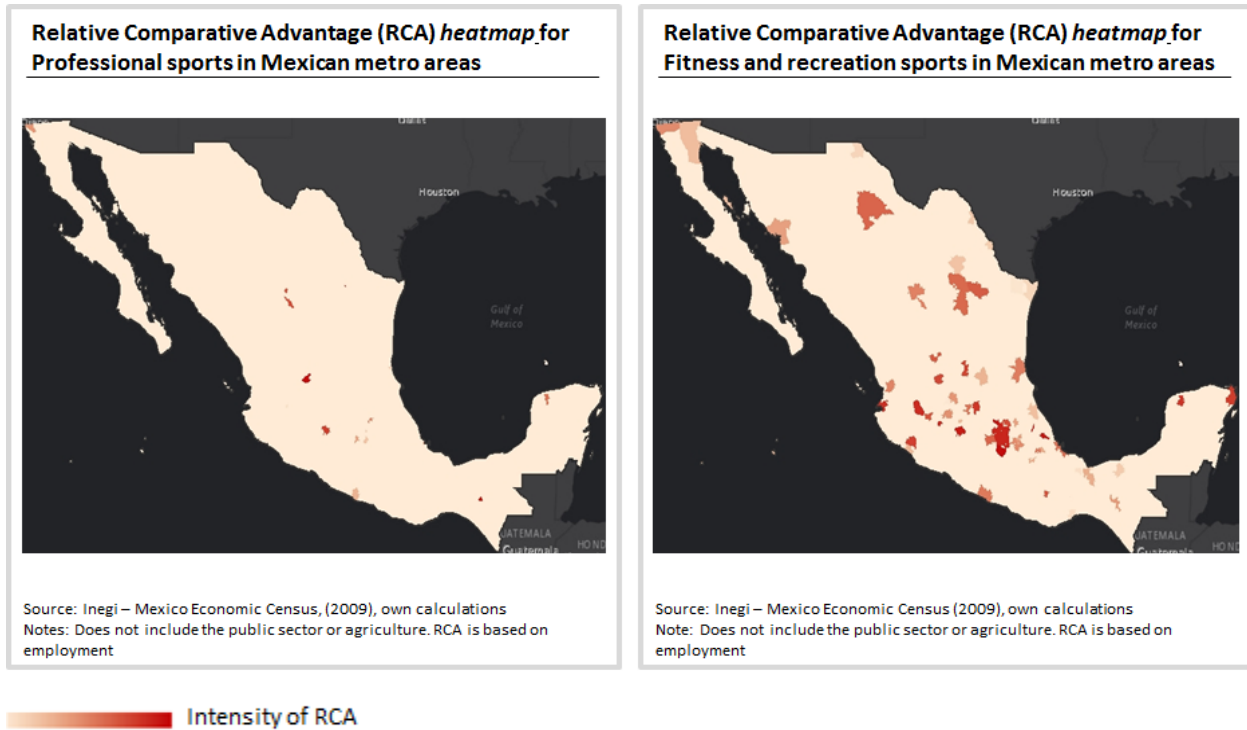 Relative Comparative Advantage (RCA) heatmap for
Professional sports in Mexican metro areas
Houston
Gulf of
Mexico
UATEMALA
HOND
Guatemala
Source: Inegi – Mexico Economic Census, (2009), own calculations
Notes: Does not include the public sector or agriculture. RCA is based on
employment
Relative Comparative Advantage (RCA) heatmap for
Fitness and recreation sports in Mexican metro areas
Houston
Gulf of
Mexico
UATEMALA
HOND
Guatemala
Source: Inegi – Mexico Economic Census (2009), own calculations
Note: Does not include the public sector or agriculture. RCA is based on
employment
Intensity of RCA